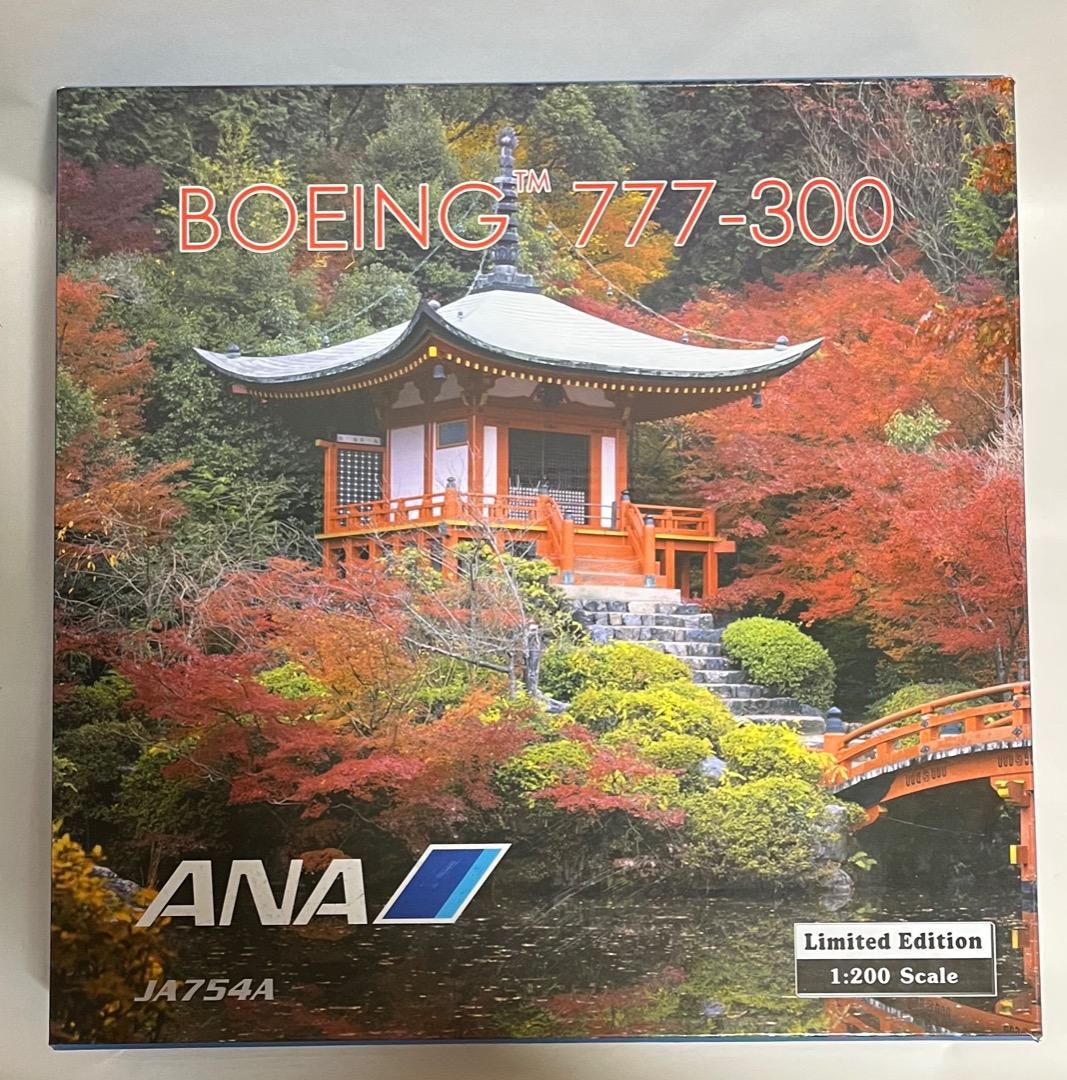 BOEING™ 777-300
ANA
JA754A
Limited Edition
1:200 Scale